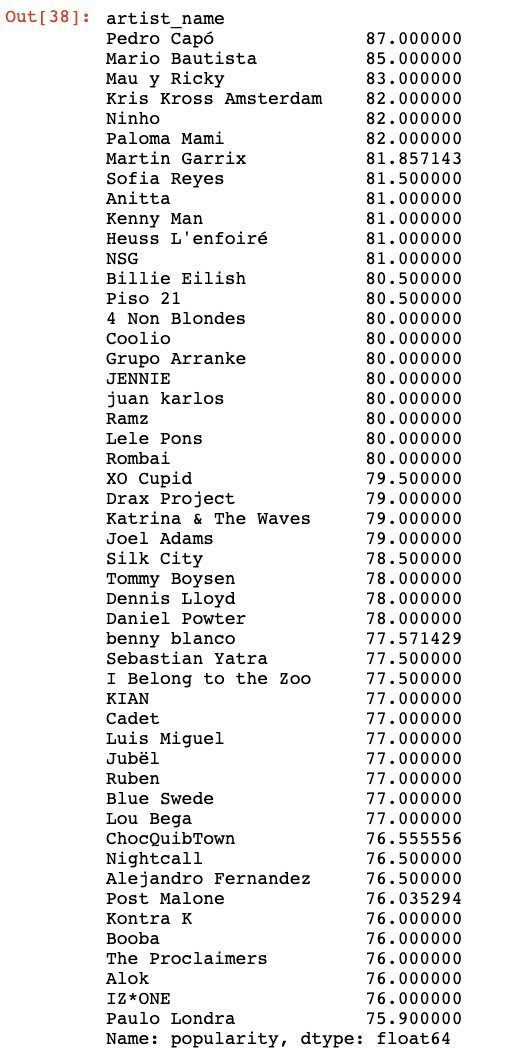 Out[38]: artist_name
Pedro Capó 87.000000
Mario Bautista 85.000000
Mau y Ricky 83.000000
Kris Kross Amsterdam 82.000000
Ninho 82.000000
Paloma Mami 82.000000
Martin Garrix 81.857143
Sofia Reyes 81.500000
Anitta 81.000000
Kenny Man 81.000000
Heuss L'enfoiré 81.000000
NSG 81.000000
Billie Eilish 80.500000
Piso 21 80.500000
4 Non Blondes 80.000000
Coolio 80.000000
Grupo Arranke 80.000000
JENNIE 80.000000
juan karlos 80.000000
Ramz 80.000000
Lele Pons 80.000000
Rombai 80.000000
XO Cupid 79.500000
Drax Project 79.000000
Katrina & The Waves 79.000000
Joel Adams 79.000000
Silk City 78.500000
Tommy Boysen 78.000000
Dennis Lloyd 78.000000
Daniel Powter 78.000000
benny blanco 77.571429
Sebastian Yatra 77.500000
I Belong to the Zoo 77.500000
KIAN 77.000000
Cadet 77.000000
Luis Miguel 77.000000
Jubël 77.000000
Ruben 77.000000
Blue Swede 77.000000
Lou Bega 77.000000
ChocQuibTown 76.555556
Nightcall 76.500000
Alejandro Fernandez 76.500000
Post Malone 76.035294
Kontra K 76.000000
Booba 76.000000
The Proclaimers 76.000000
Alok 76.000000
IZ*ONE 76.000000
Paulo Londra 75.900000
Name: popularity, dtype: float64